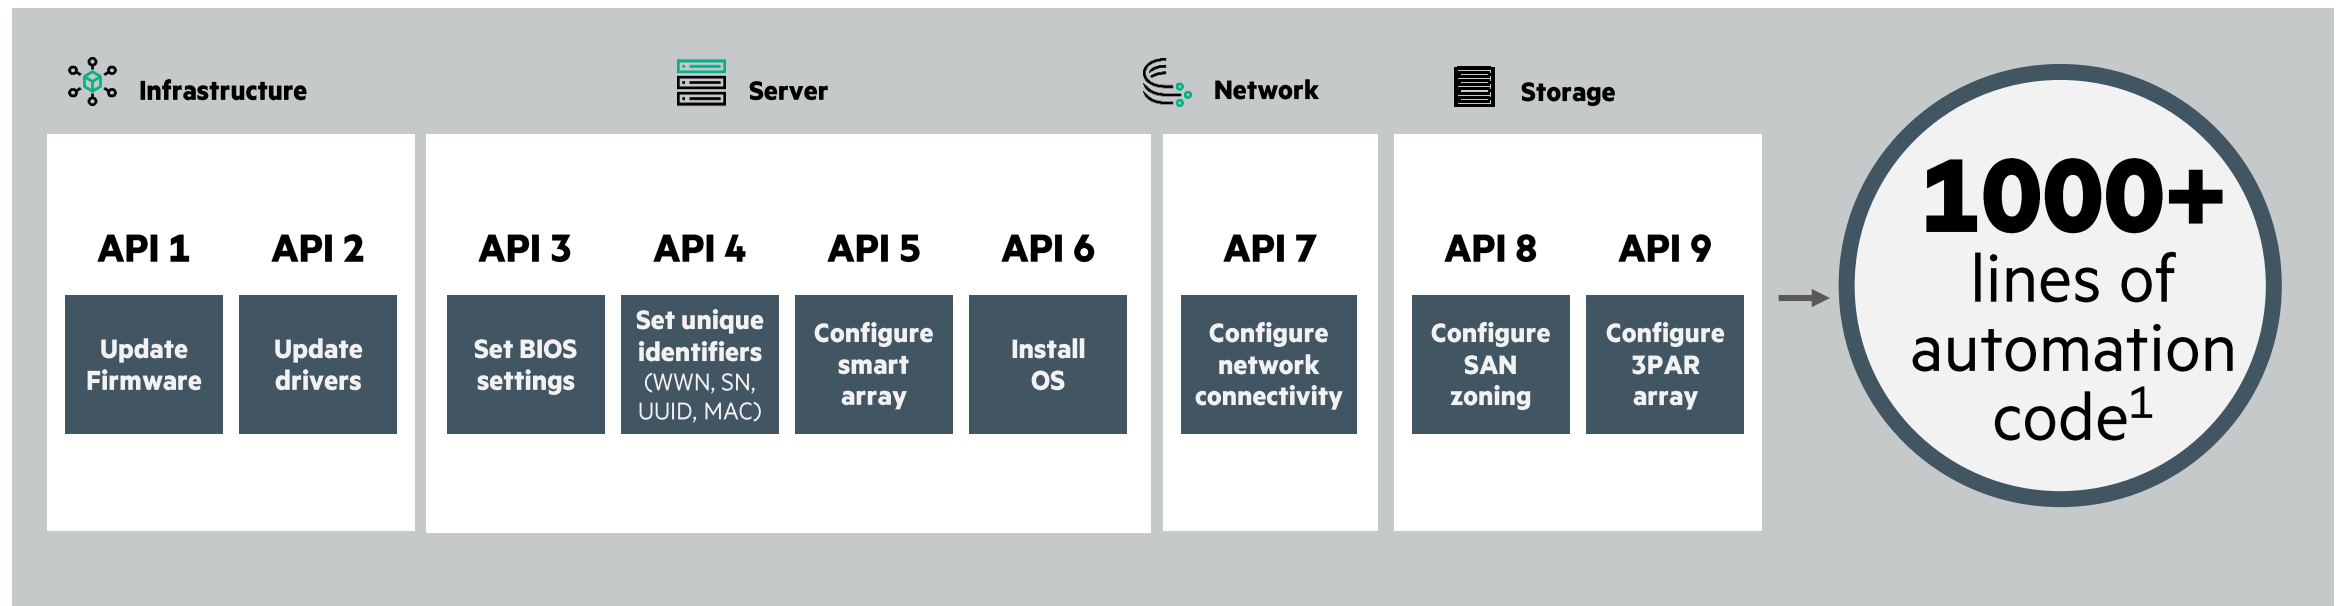 Infrastructure
Server
Network
Storage
API 1
API 2
API 3
API 4
API 5
API 6
API 7
API 8
API 9
Update
Firmware
Update
drivers
Set BIOS
settings
Set unique
identifiers
(WWN, SN,
UUID, MAC)
Configure
smart
array
Install
OS
Configure
network
connectivity
Configure
SAN
zoning
Configure
3PAR
array
1000+
lines of
automation
code1